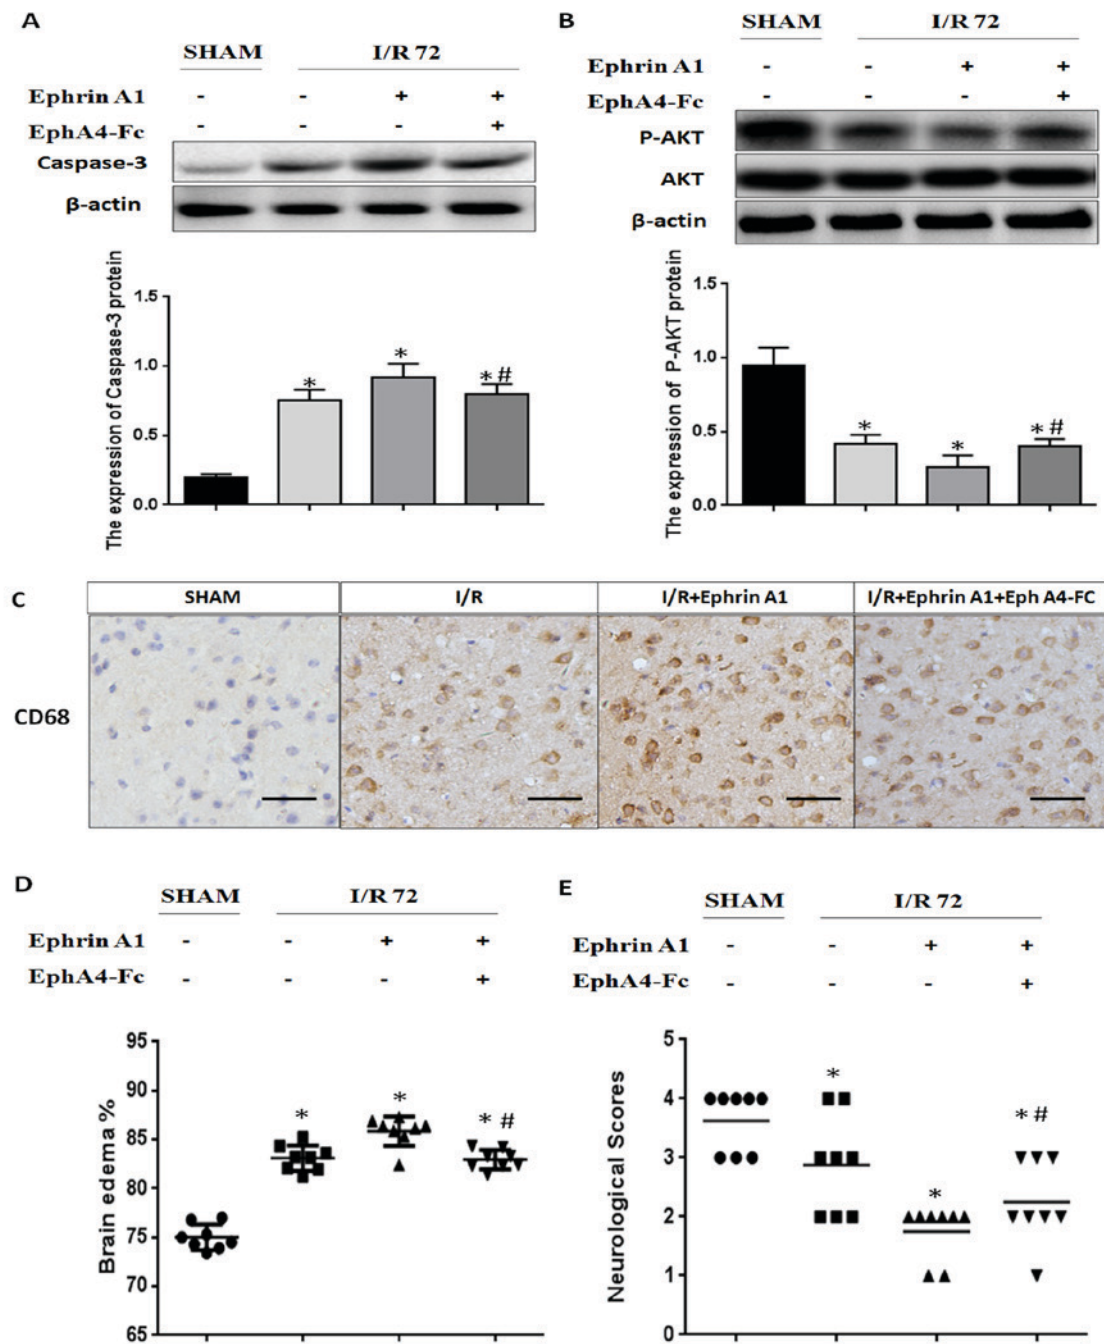 A
SHAM I/R 72
Ephrin A1 - - + +
EphA4-Fc - - - +
Caspase-3
β-actin
The expression of Caspase-3 protein
1.5
1.0
0.5
0.0
*
*
* #
B
SHAM I/R 72
Ephrin A1 - - + +
EphA4-Fc - - - +
P-AKT
AKT
β-actin
The expression of P-AKT protein
1.5
1.0
0.5
0.0
*
*
* #
C
SHAM I/R I/R+Ephrin A1 I/R+Ephrin A1+Eph A4-FC
CD68
D
SHAM I/R 72
Ephrin A1 - - + +
EphA4-Fc - - - +
Brain edema %
95
90
85
80
75
70
65
*
*
* #
E
SHAM I/R 72
Ephrin A1 - - + +
EphA4-Fc - - - +
Neurological Scores
5
4
3
2
1
0
*
*
* #